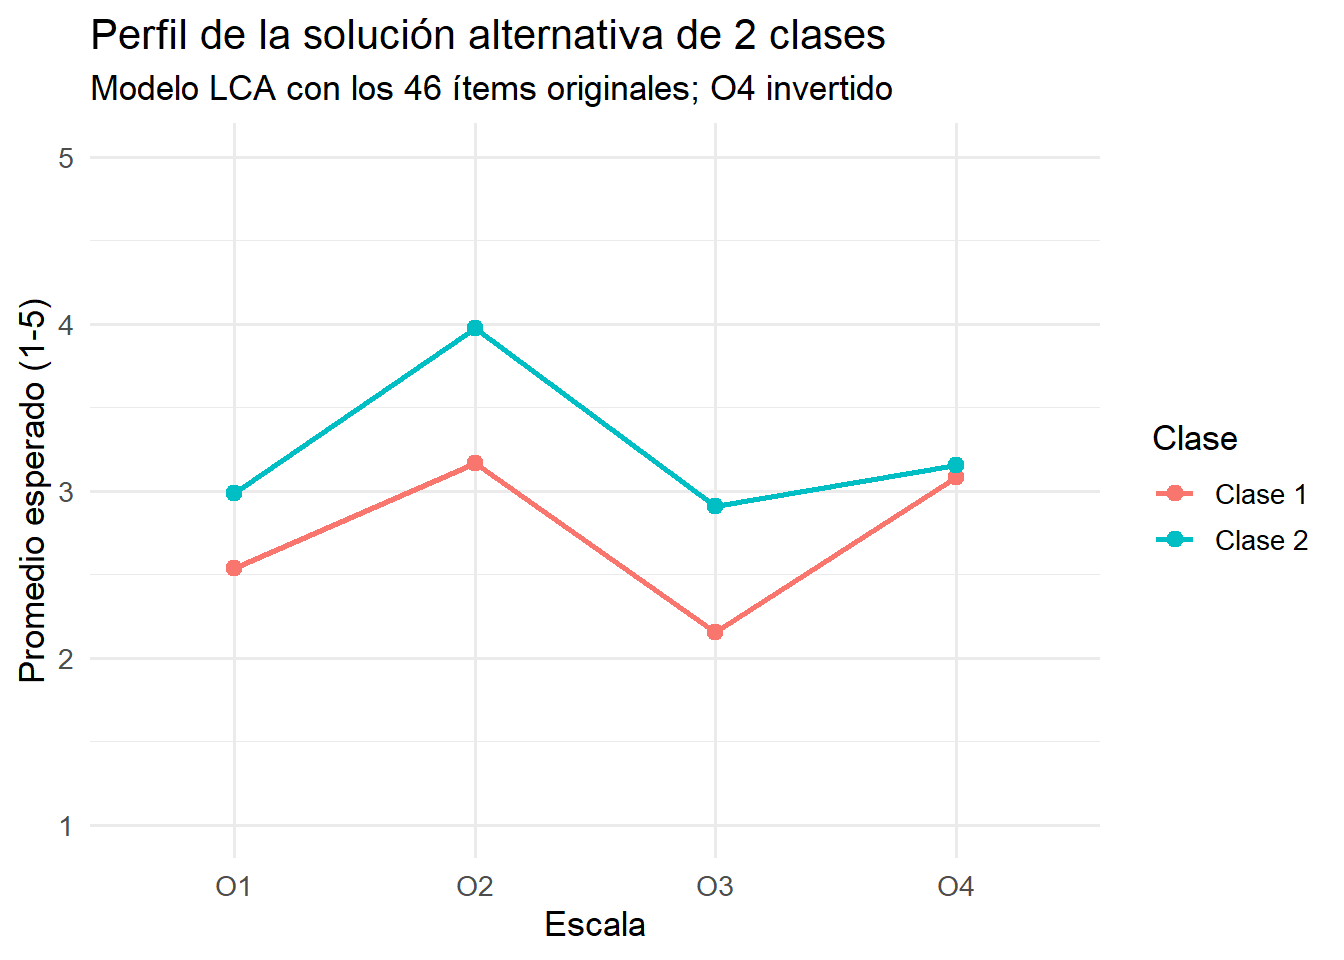 Perfil de la solución alternativa de 2 clases
Modelo LCA con los 46 ítems originales; O4 invertido
5
4
3
2
1
Promedio esperado (1-5)
O1 O2 O3 O4
Escala
Clase
Clase 1
Clase 2